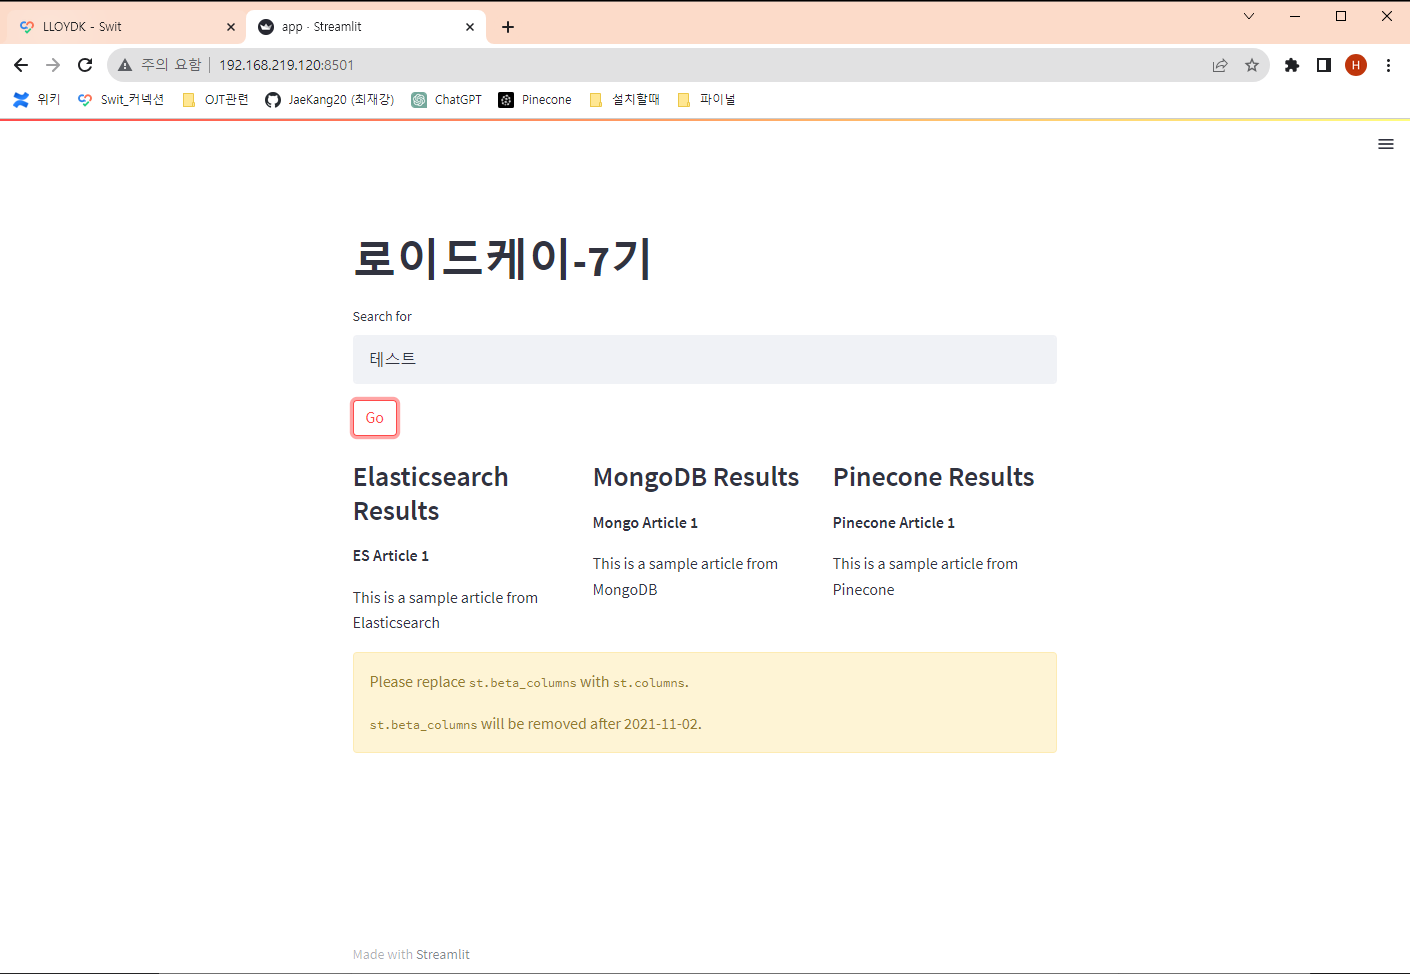 LLOYDK - Swit
app · Streamlit
주의 요함 192.168.219.120:8501
H
위키 Swit_커넥션 OJT관련 JaeKang20 (최재강) ChatGPT Pinecone 설치할때 파이널
로이드케이-7기
Search for
테스트
Go
Elasticsearch
Results
ES Article 1
This is a sample article from
Elasticsearch
MongoDB Results
Mongo Article 1
This is a sample article from
MongoDB
Pinecone Results
Pinecone Article 1
This is a sample article from
Pinecone
Please replace st.beta_columns with st.columns.
st.beta_columns will be removed after 2021-11-02.
Made with Streamlit